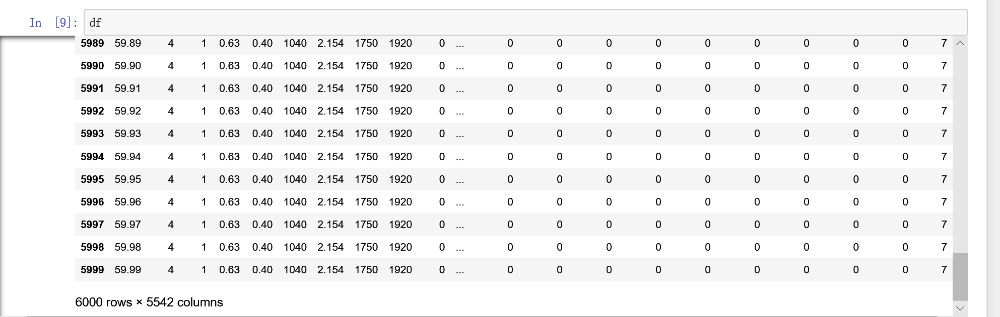 In [9]: df
5989 59.89 4 1 0.63 0.40 1040 2.154 1750 1920 0 ... 0 0 0 0 0 0 0 0 0 7
5990 59.90 4 1 0.63 0.40 1040 2.154 1750 1920 0 ... 0 0 0 0 0 0 0 0 0 7
5991 59.91 4 1 0.63 0.40 1040 2.154 1750 1920 0 ... 0 0 0 0 0 0 0 0 0 7
5992 59.92 4 1 0.63 0.40 1040 2.154 1750 1920 0 ... 0 0 0 0 0 0 0 0 0 7
5993 59.93 4 1 0.63 0.40 1040 2.154 1750 1920 0 ... 0 0 0 0 0 0 0 0 0 7
5994 59.94 4 1 0.63 0.40 1040 2.154 1750 1920 0 ... 0 0 0 0 0 0 0 0 0 7
5995 59.95 4 1 0.63 0.40 1040 2.154 1750 1920 0 ... 0 0 0 0 0 0 0 0 0 7
5996 59.96 4 1 0.63 0.40 1040 2.154 1750 1920 0 ... 0 0 0 0 0 0 0 0 0 7
5997 59.97 4 1 0.63 0.40 1040 2.154 1750 1920 0 ... 0 0 0 0 0 0 0 0 0 7
5998 59.98 4 1 0.63 0.40 1040 2.154 1750 1920 0 ... 0 0 0 0 0 0 0 0 0 7
5999 59.99 4 1 0.63 0.40 1040 2.154 1750 1920 0 ... 0 0 0 0 0 0 0 0 0 7
6000 rows × 5542 columns